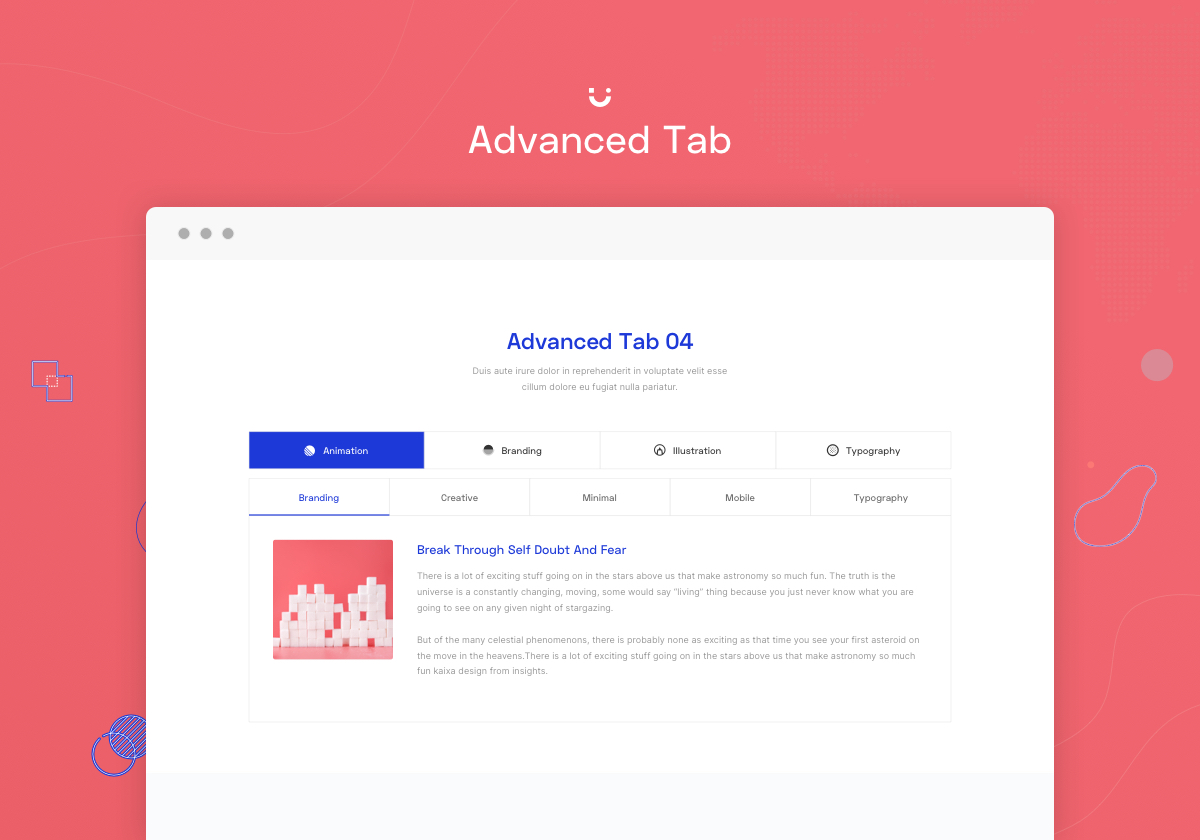 Advanced Tab
Advanced Tab 04
Duis aute irure dolor in reprehenderit in voluptate velit esse
cillum dolore eu fugiat nulla pariatur.
Animation
Branding
Illustration
Typography
Branding
Creative
Minimal
Mobile
Typography
Break Through Self Doubt And Fear
There is a lot of exciting stuff going on in the stars above us that make astronomy so much fun. The truth is the
universe is a constantly changing, moving, some would say “living” thing because you just never know what you are
going to see on any given night of stargazing.
But of the many celestial phenomenons, there is probably none as exciting as that time you see your first asteroid on
the move in the heavens.There is a lot of exciting stuff going on in the stars above us that make astronomy so much
fun kaixa design from insights.